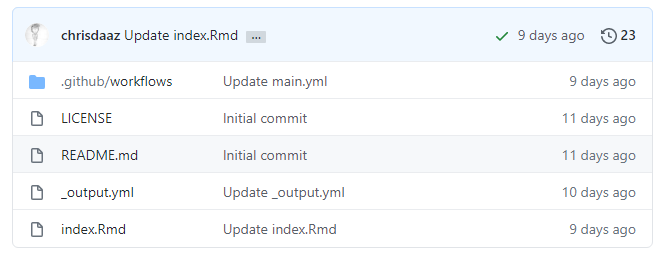 chrisdaaz Update index.Rmd ... 9 days ago 23
.github/workflows Update main.yml 9 days ago
LICENSE Initial commit 11 days ago
README.md Initial commit 11 days ago
_output.yml Update _output.yml 10 days ago
index.Rmd Update index.Rmd 9 days ago